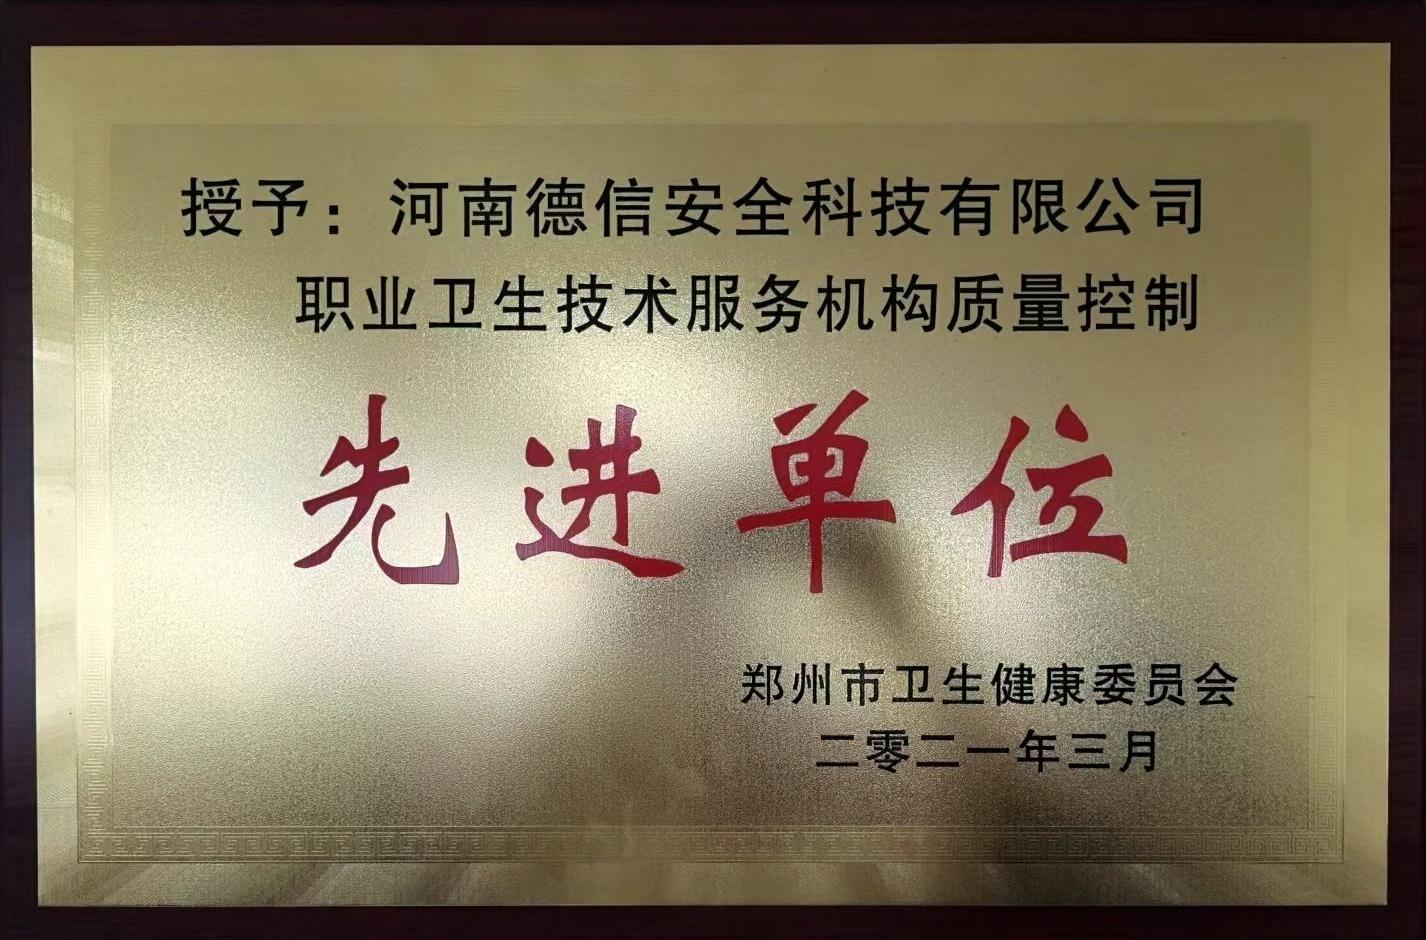 授予：河南德信安全科技有限公司
职业卫生技术服务机构质量控制
先进单位
郑州市卫生健康委员会
二零二一年三月